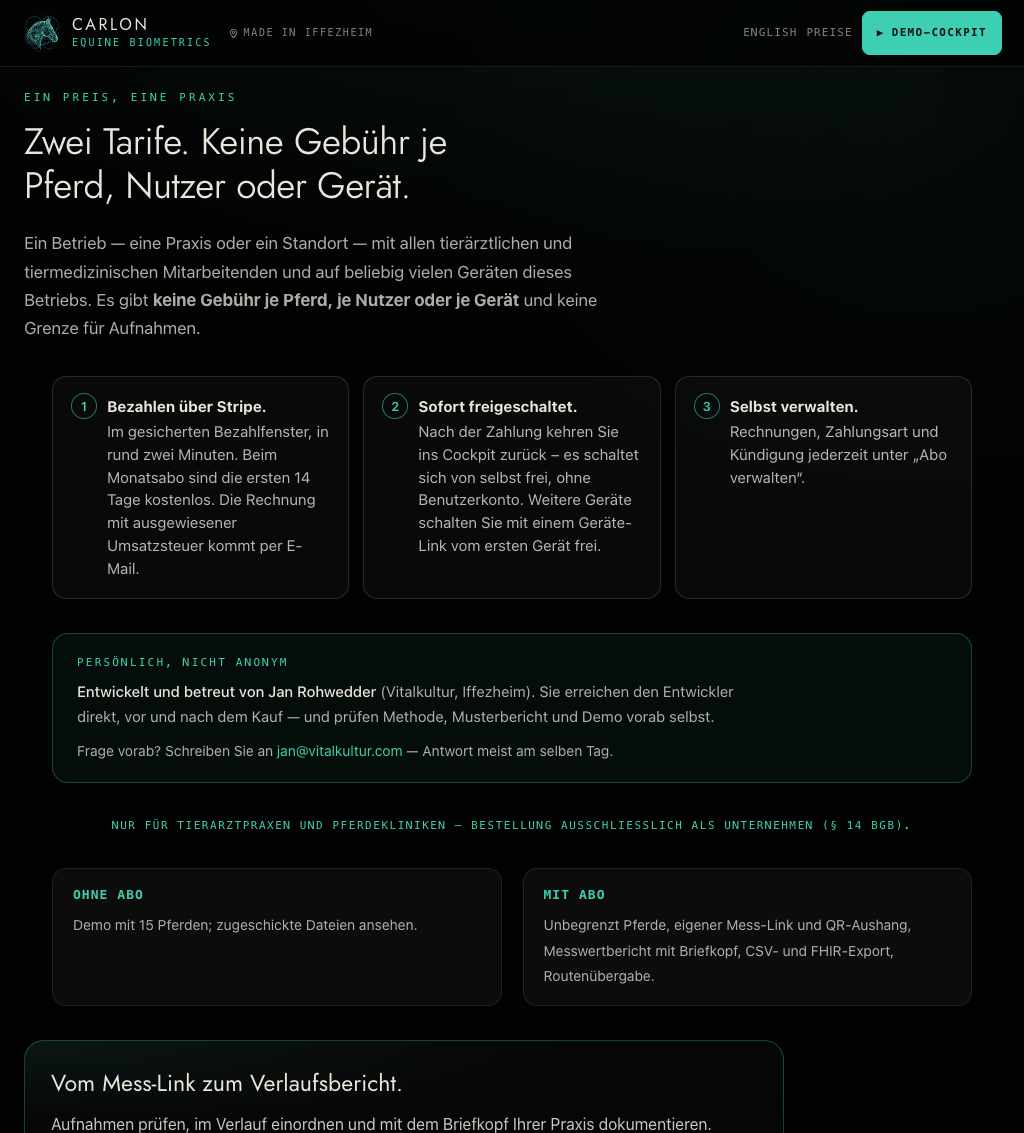 CARLON
EQUINE BIOMETRICS
MADE IN IFFEZHEIM
ENGLISH PREISE
▶ DEMO-COCKPIT
EIN PREIS, EINE PRAXIS
Zwei Tarife. Keine Gebühr je
Pferd, Nutzer oder Gerät.
Ein Betrieb — eine Praxis oder ein Standort — mit allen tierärztlichen und
tiermedizinischen Mitarbeitenden und auf beliebig vielen Geräten dieses
Betriebs. Es gibt keine Gebühr je Pferd, je Nutzer oder je Gerät und keine
Grenze für Aufnahmen.
1
Bezahlen über Stripe.
Im gesicherten Bezahlfenster, in
rund zwei Minuten. Beim
Monatsabo sind die ersten 14
Tage kostenlos. Die Rechnung
mit ausgewiesener
Umsatzsteuer kommt per E-
Mail.
2
Sofort freigeschaltet.
Nach der Zahlung kehren Sie
ins Cockpit zurück – es schaltet
sich von selbst frei, ohne
Benutzerkonto. Weitere Geräte
schalten Sie mit einem Geräte-
Link vom ersten Gerät frei.
3
Selbst verwalten.
Rechnungen, Zahlungsart und
Kündigung jederzeit unter „Abo
verwalten“.
PERSÖNLICH, NICHT ANONYM
Entwickelt und betreut von Jan Rohwedder (Vitalkultur, Iffezheim). Sie erreichen den Entwickler
direkt, vor und nach dem Kauf — und prüfen Methode, Musterbericht und Demo vorab selbst.
Frage vorab? Schreiben Sie an jan@vitalkultur.com — Antwort meist am selben Tag.
NUR FÜR TIERARZTPRAXEN UND PFERDEKLINIKEN — BESTELLUNG AUSSCHLIESSLICH ALS UNTERNEHMEN (§ 14 BGB).
OHNE ABO
Demo mit 15 Pferden; zugeschickte Dateien ansehen.
MIT ABO
Unbegrenzt Pferde, eigener Mess-Link und QR-Aushang,
Messwertbericht mit Briefkopf, CSV- und FHIR-Export,
Routenübergabe.
Vom Mess-Link zum Verlaufsbericht.
Aufnahmen prüfen, im Verlauf einordnen und mit dem Briefkopf Ihrer Praxis dokumentieren.